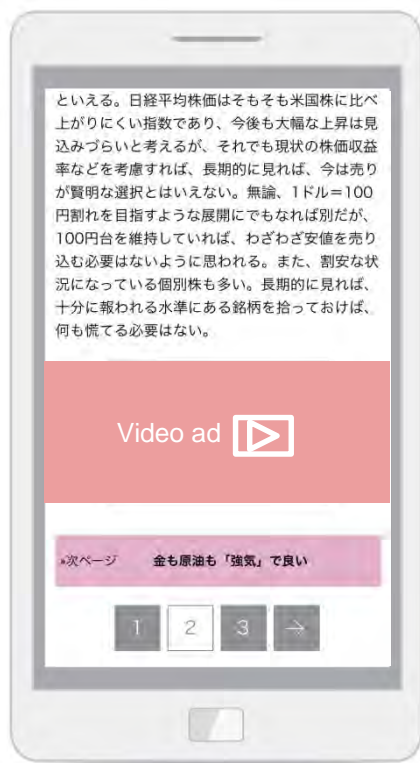 といえる。日経平均株価はそもそも米国株に比べ
上がりにくい指数であり、今後も大幅な上昇は見
込みづらいと考えるが、それでも現状の株価収益
率などを考慮すれば、長期的に見れば、今は売り
が賢明な選択とはいえない。無論、1ドル＝100
円割れを目指すような展開にでもなれば別だが、
100円台を維持していれば、わざわざ安値を売り
込む必要はないように思われる。また、割安な状
況になっている個別株も多い。長期的に見れば、
十分に報われる水準にある銘柄を拾っておけば、
何も慌てる必要はない。
Video ad
»次ページ 金も原油も「強気」で良い
1 2 3 →